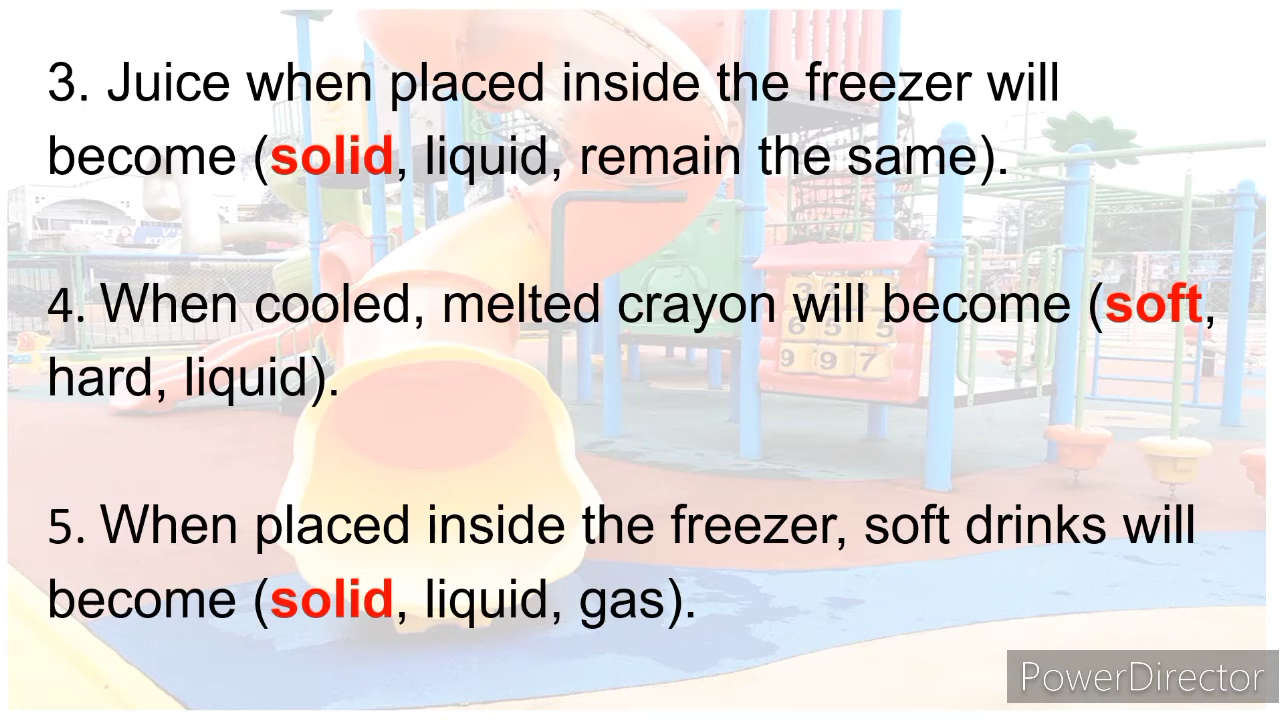 3. Juice when placed inside the freezer will
become (solid, liquid, remain the same).
4. When cooled, melted crayon will become (soft,
hard, liquid).
5. When placed inside the freezer, soft drinks will
become (solid, liquid, gas).
PowerDirector